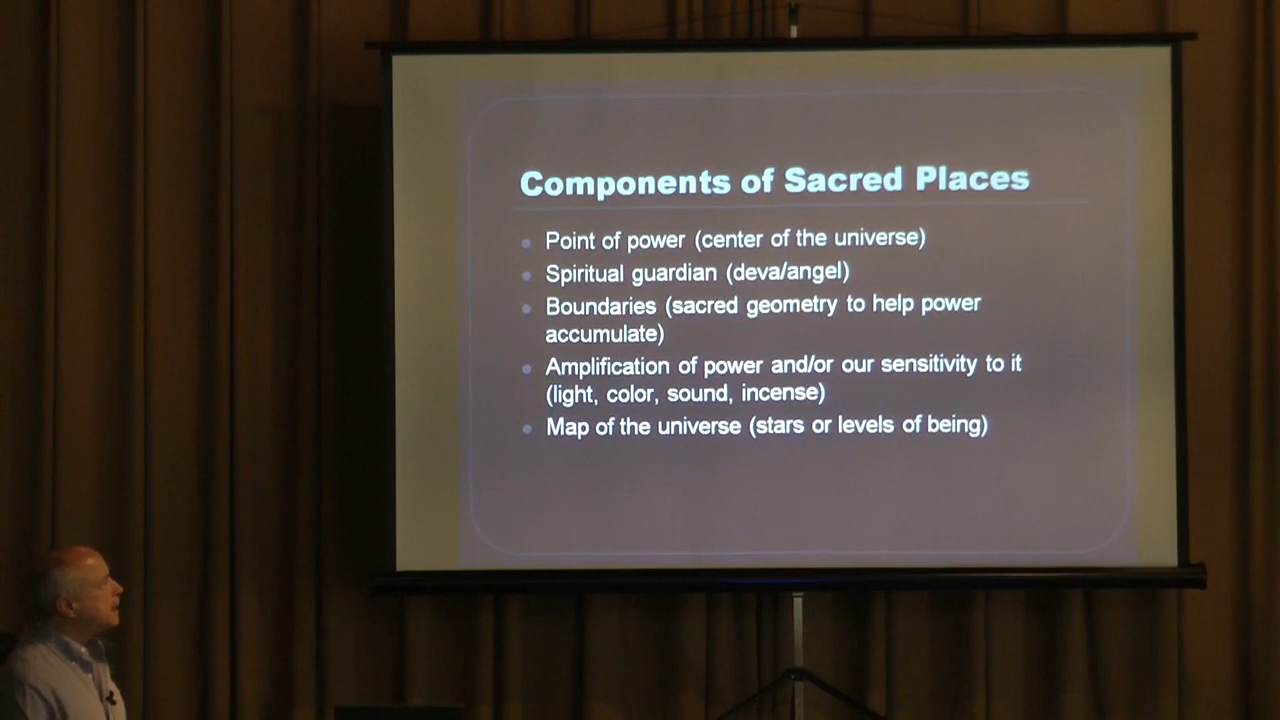 Components of Sacred Places
Point of power (center of the universe)
Spiritual guardian (deva/angel)
Boundaries (sacred geometry to help power
accumulate)
Amplification of power and/or our sensitivity to it
(light, color, sound, incense)
Map of the universe (stars or levels of being)